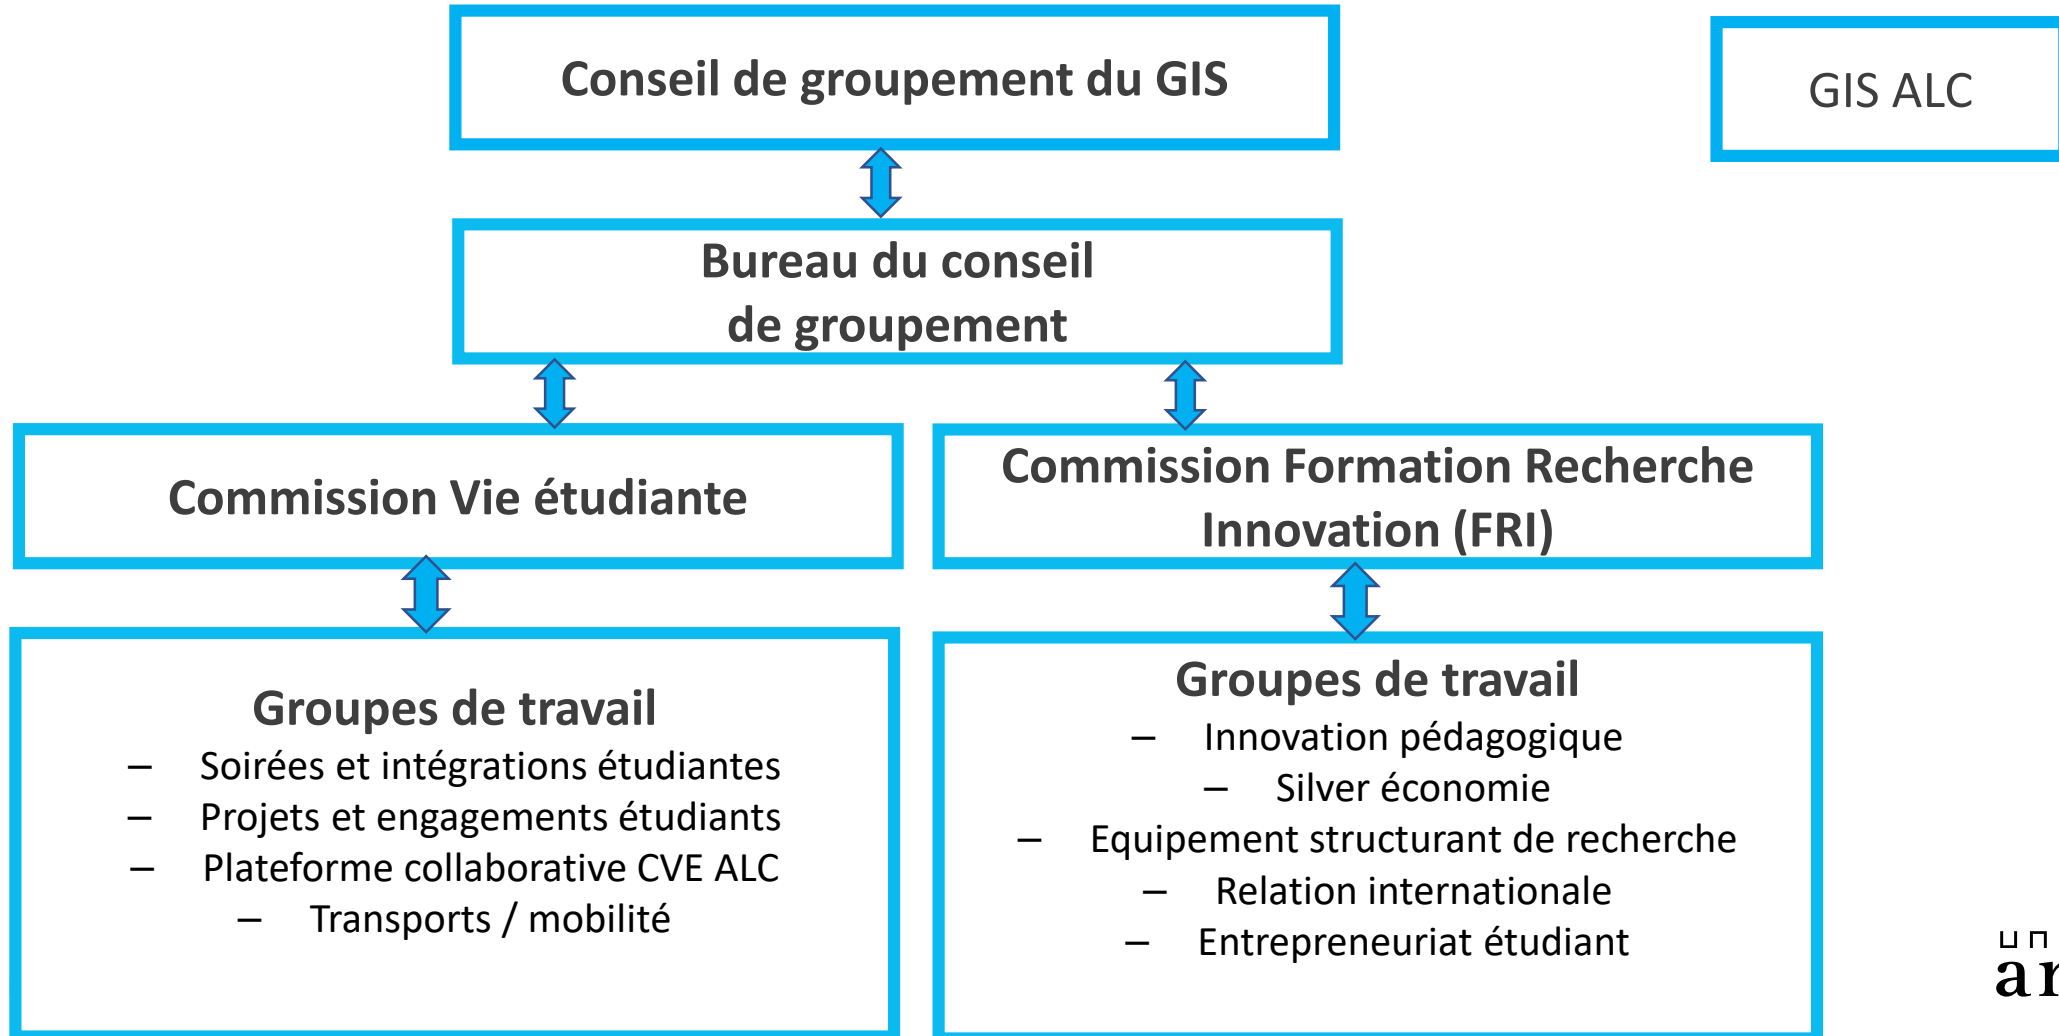 Conseil de groupement du GIS
GIS ALC
Bureau du conseil
de groupement
Commission Vie étudiante
Commission Formation Recherche
Innovation (FRI)
Groupes de travail
– Soirées et intégrations étudiantes
– Projets et engagements étudiants
– Plateforme collaborative CVE ALC
– Transports / mobilité
Groupes de travail
– Innovation pédagogique
– Silver économie
– Equipement structurant de recherche
– Relation internationale
– Entrepreneuriat étudiant